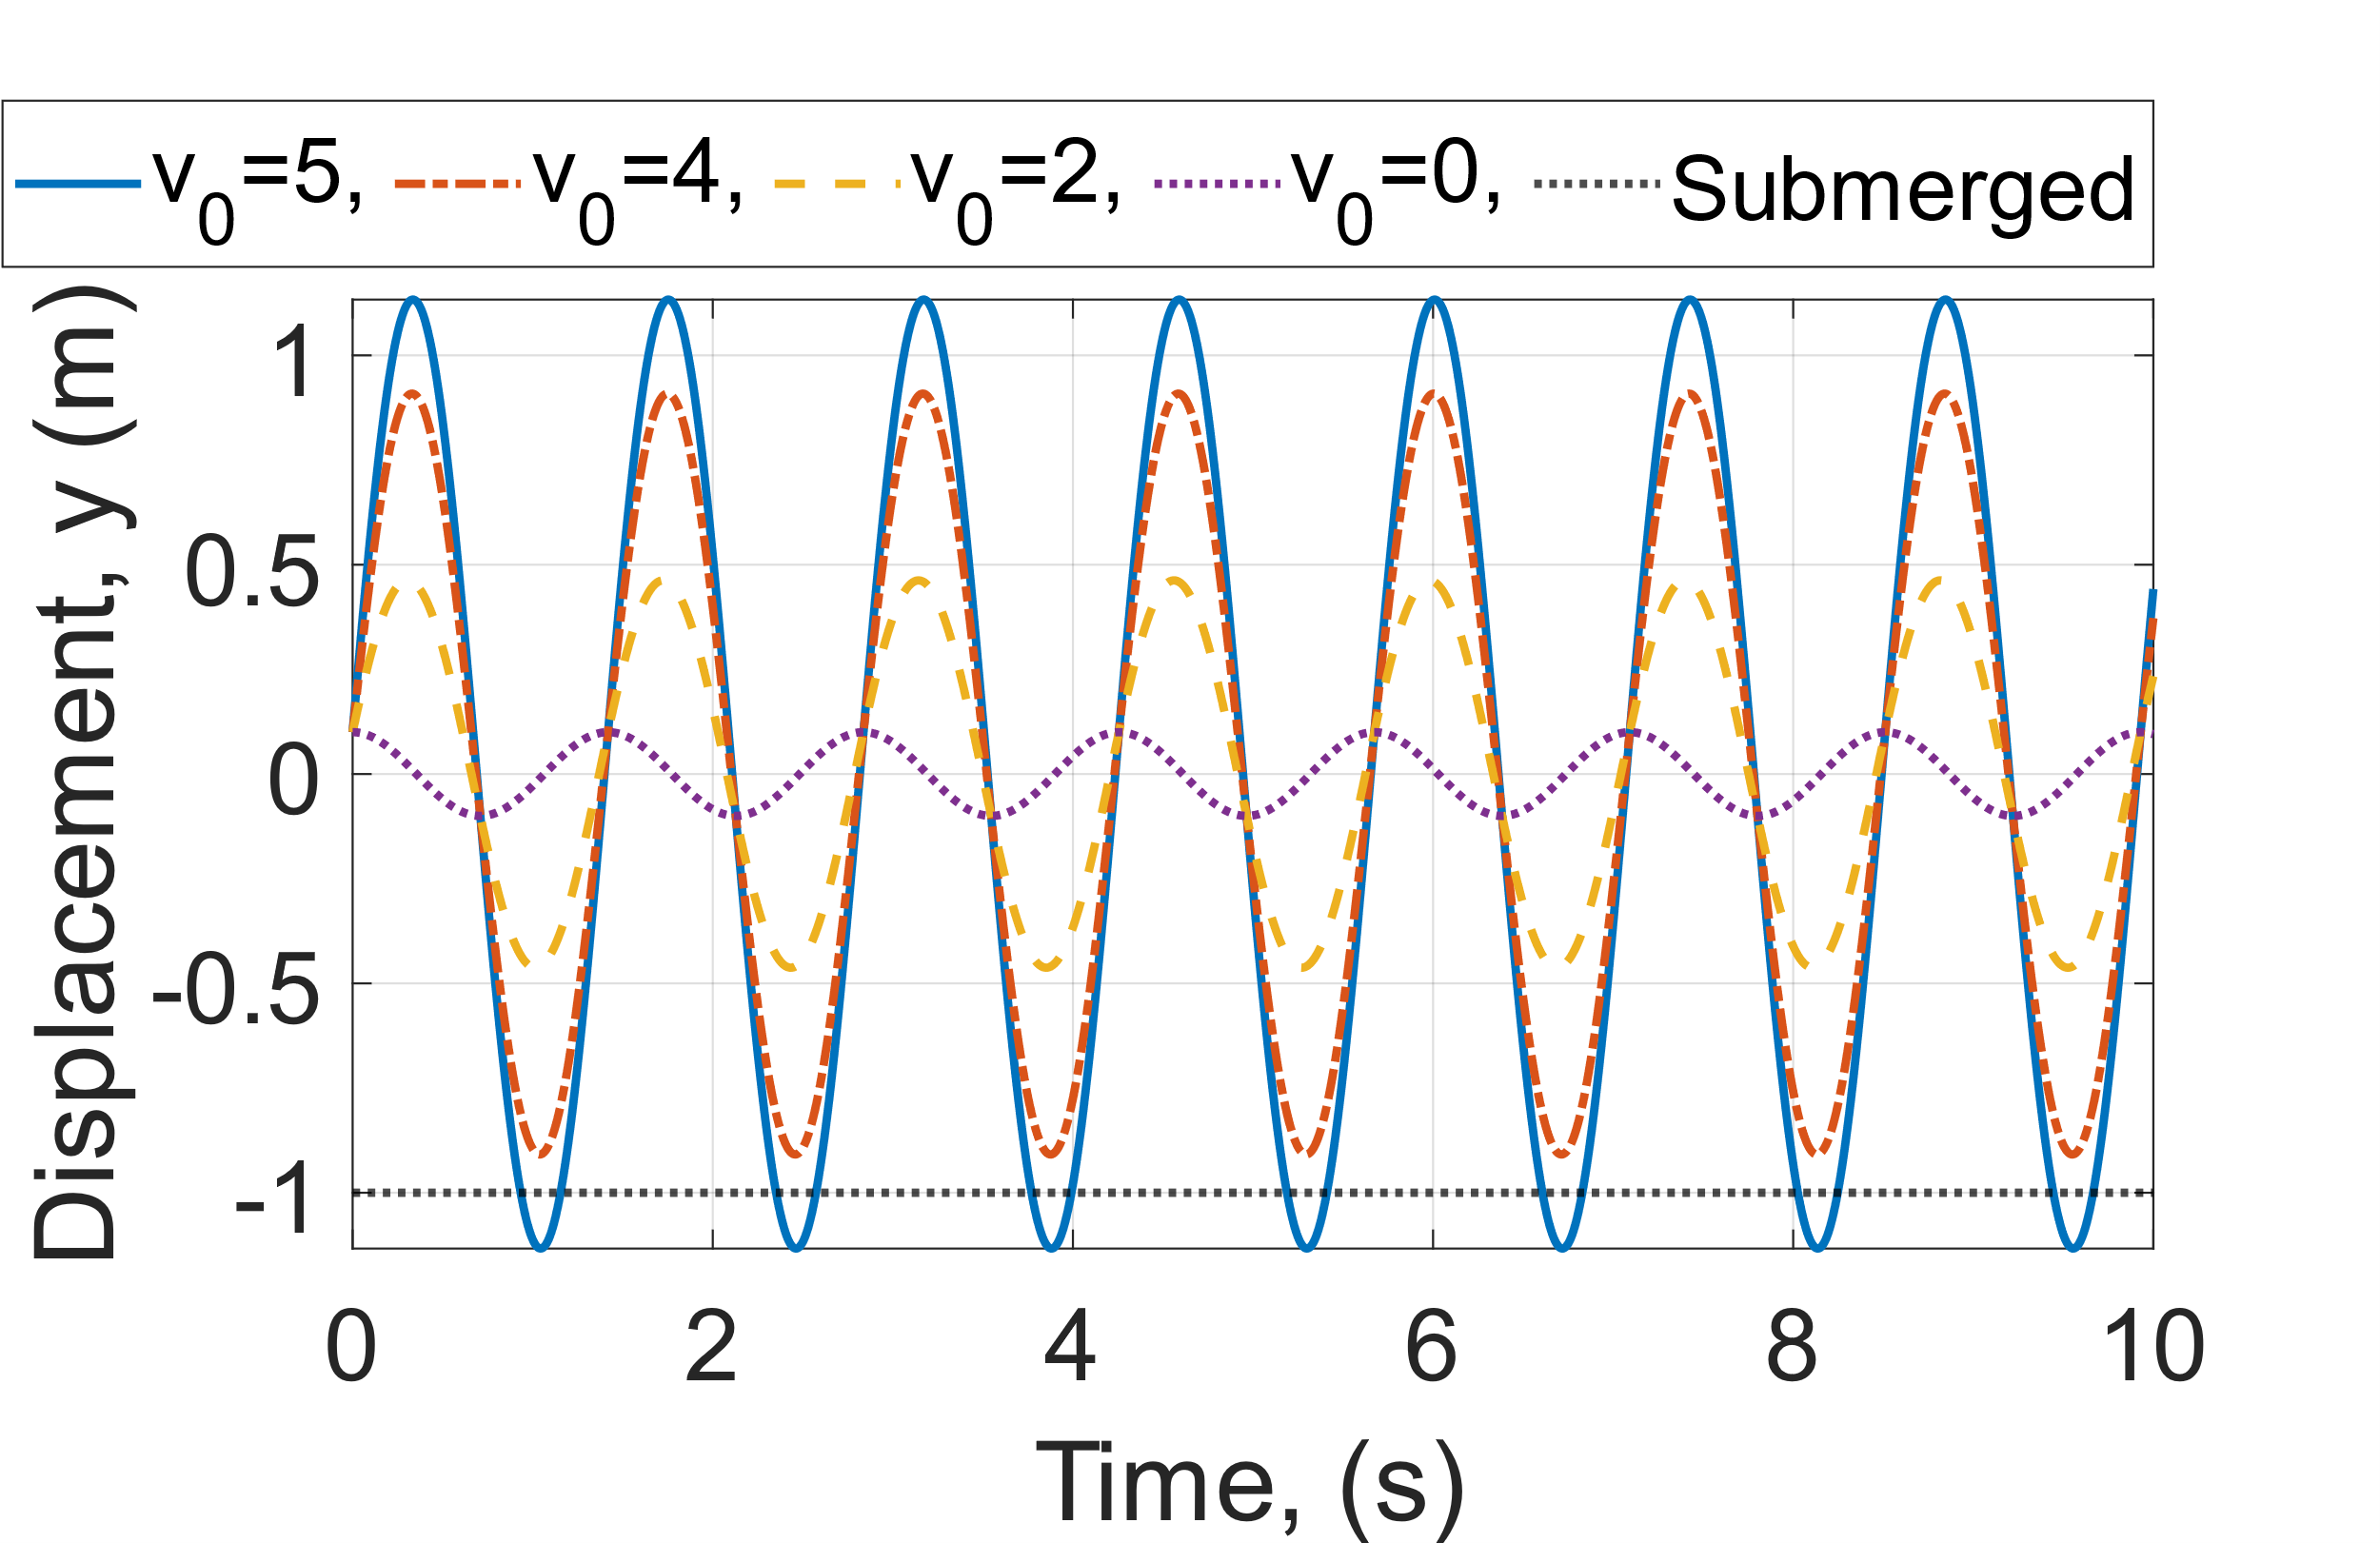 v0=5, v0=4, v0=2, v0=0, Submerged
Displacement, y (m)
1
0.5
0
-0.5
-1
0 2 4 6 8 10
Time, (s)